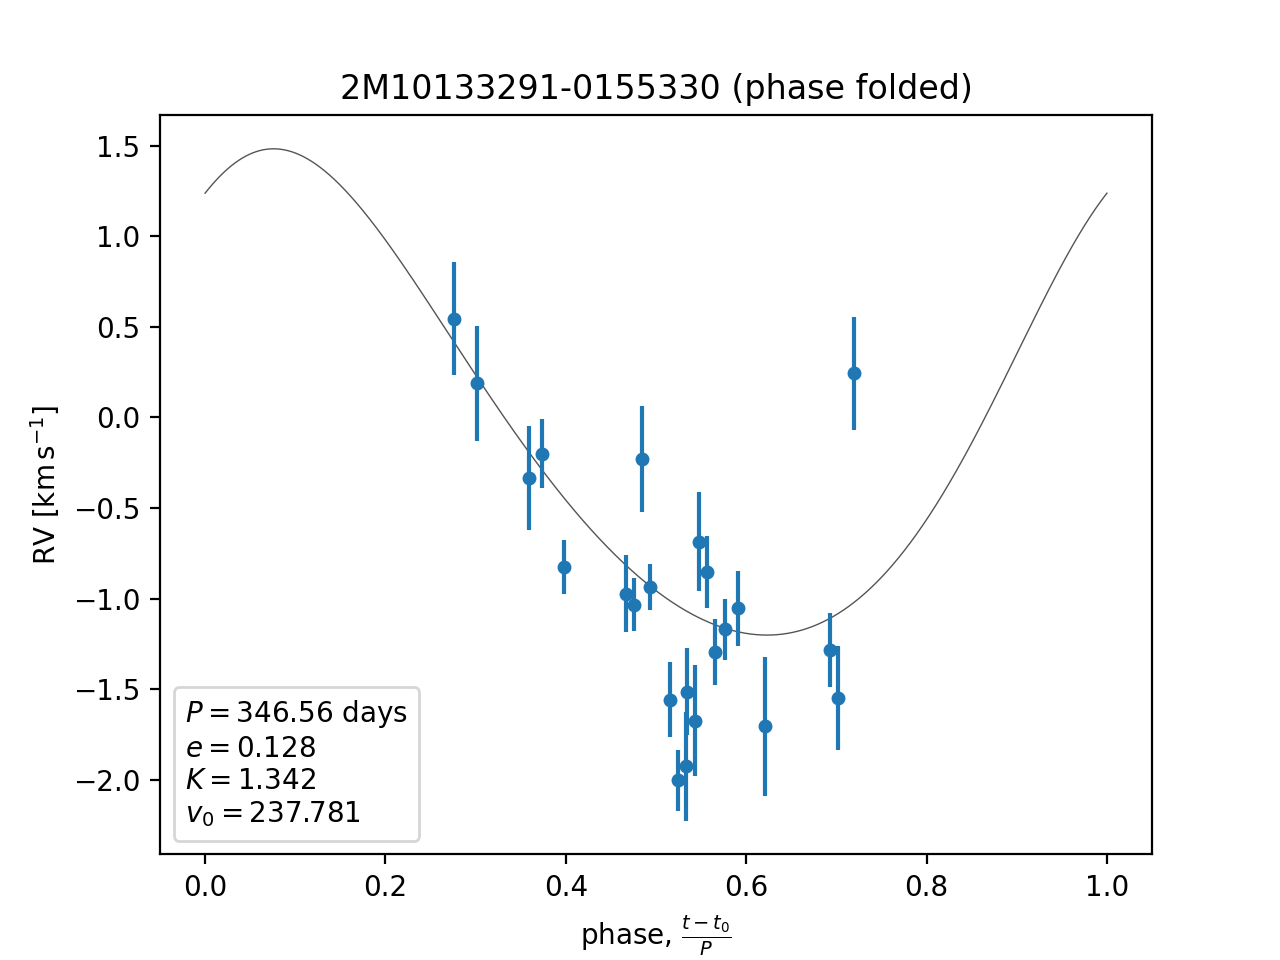 2M10133291-0155330 (phase folded)
1.5
1.0
0.5
0.0
−0.5
−1.0
−1.5
−2.0
RV [km s⁻¹]
P = 346.56 days
e = 0.128
K = 1.342
v₀ = 237.781
0.0 0.2 0.4 0.6 0.8 1.0
phase, (t − t₀)/P